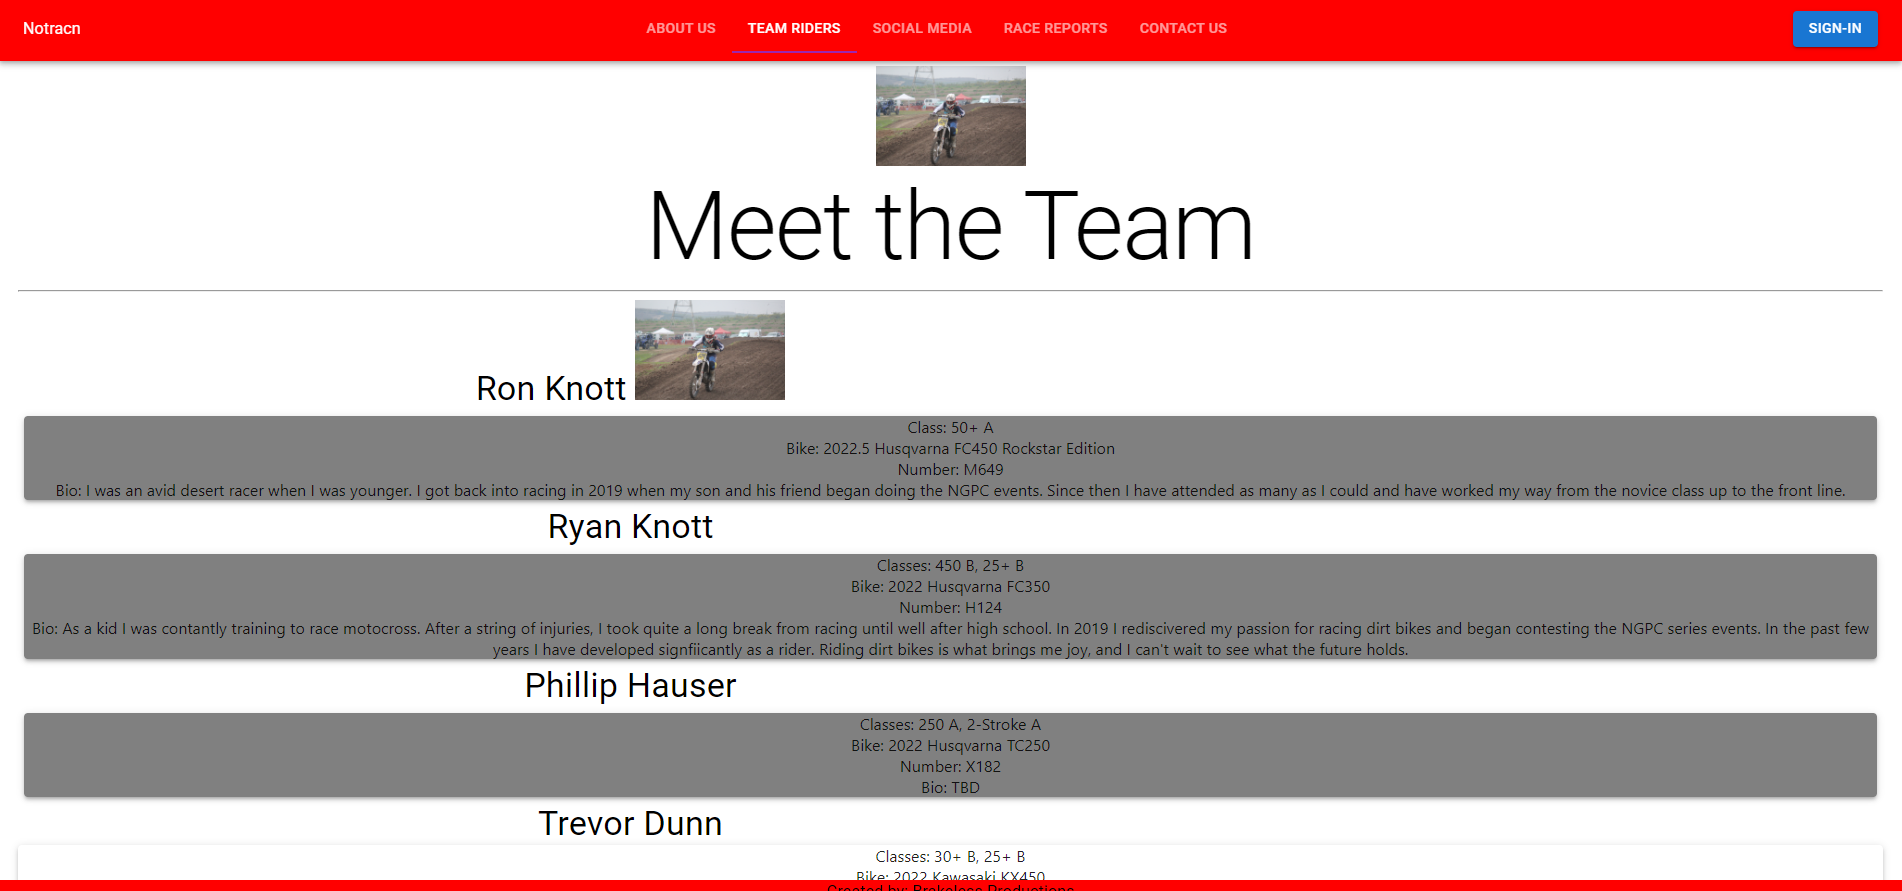 Notracn
ABOUT US
TEAM RIDERS
SOCIAL MEDIA
RACE REPORTS
CONTACT US
SIGN-IN
Meet the Team
Ron Knott
Class: 50+ A
Bike: 2022.5 Husqvarna FC450 Rockstar Edition
Number: M649
Bio: I was an avid desert racer when I was younger. I got back into racing in 2019 when my son and his friend began doing the NGPC events. Since then I have attended as many as I could and have worked my way from the novice class up to the front line.
Ryan Knott
Classes: 450 B, 25+ B
Bike: 2022 Husqvarna FC350
Number: H124
Bio: As a kid I was contantly training to race motocross. After a string of injuries, I took quite a long break from racing until well after high school. In 2019 I rediscivered my passion for racing dirt bikes and began contesting the NGPC series events. In the past few
years I have developed signfiicantly as a rider. Riding dirt bikes is what brings me joy, and I can't wait to see what the future holds.
Phillip Hauser
Classes: 250 A, 2-Stroke A
Bike: 2022 Husqvarna TC250
Number: X182
Bio: TBD
Trevor Dunn
Classes: 30+ B, 25+ B
Bike: 2022 Kawasaki KX450
Created by: Brakeless Productions